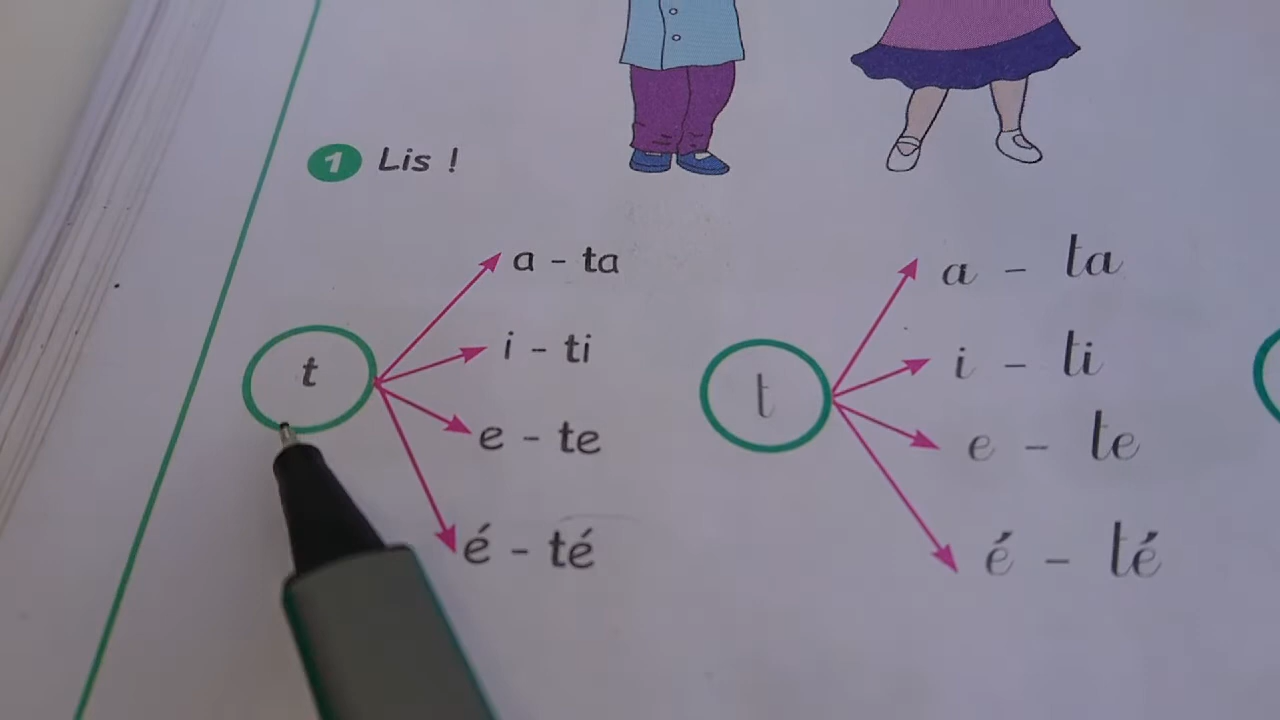 1 Lis !
t
a - ta
i - ti
e - te
é - té
t
a - ta
i - ti
e - te
é - té